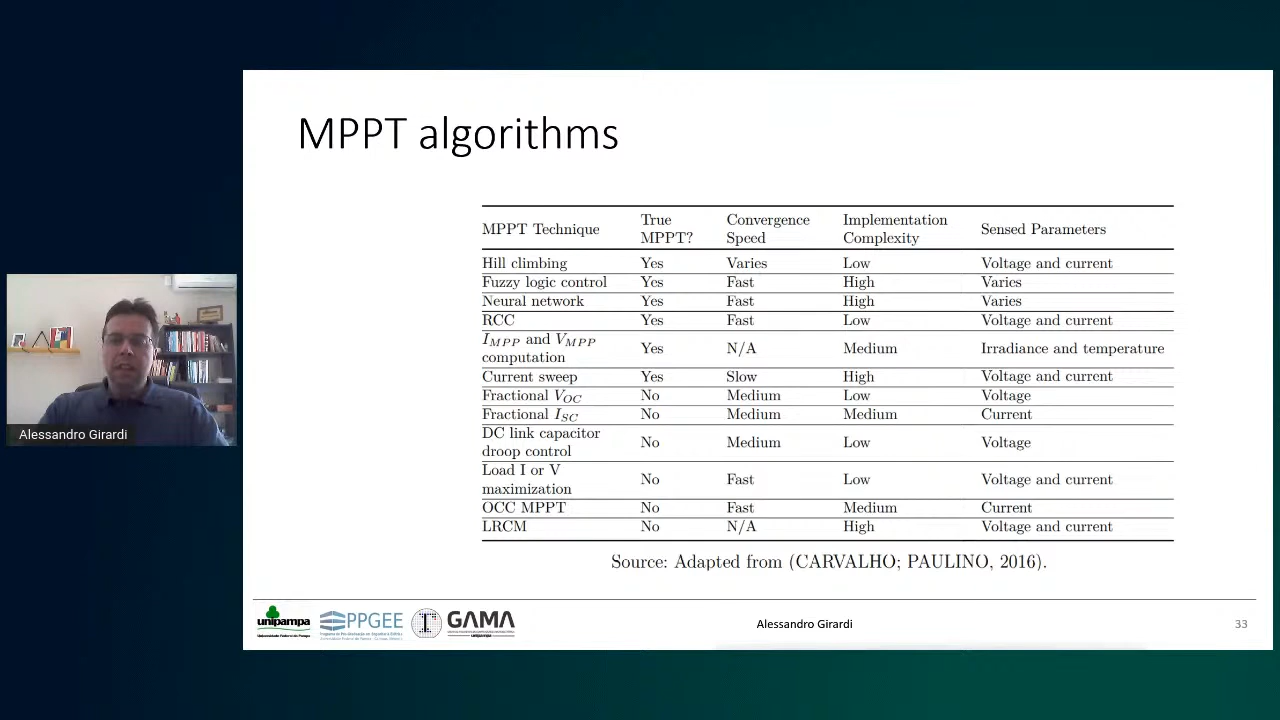 MPPT algorithms
MPPT Technique True MPPT? Convergence Speed Implementation Complexity Sensed Parameters
Hill climbing Yes Varies Low Voltage and current
Fuzzy logic control Yes Fast High Varies
Neural network Yes Fast High Varies
RCC Yes Fast Low Voltage and current
I_MPP and V_MPP computation Yes N/A Medium Irradiance and temperature
Current sweep Yes Slow High Voltage and current
Fractional V_OC No Medium Low Voltage
Fractional I_SC No Medium Medium Current
DC link capacitor droop control No Medium Low Voltage
Load I or V maximization No Fast Low Voltage and current
OCC MPPT No Fast Medium Current
LRCM No N/A High Voltage and current
Source: Adapted from (CARVALHO; PAULINO, 2016).
Alessandro Girardi
unipampa
Universidade Federal do Pampa
PPGEE
GAMA
unipampa
Alessandro Girardi
33